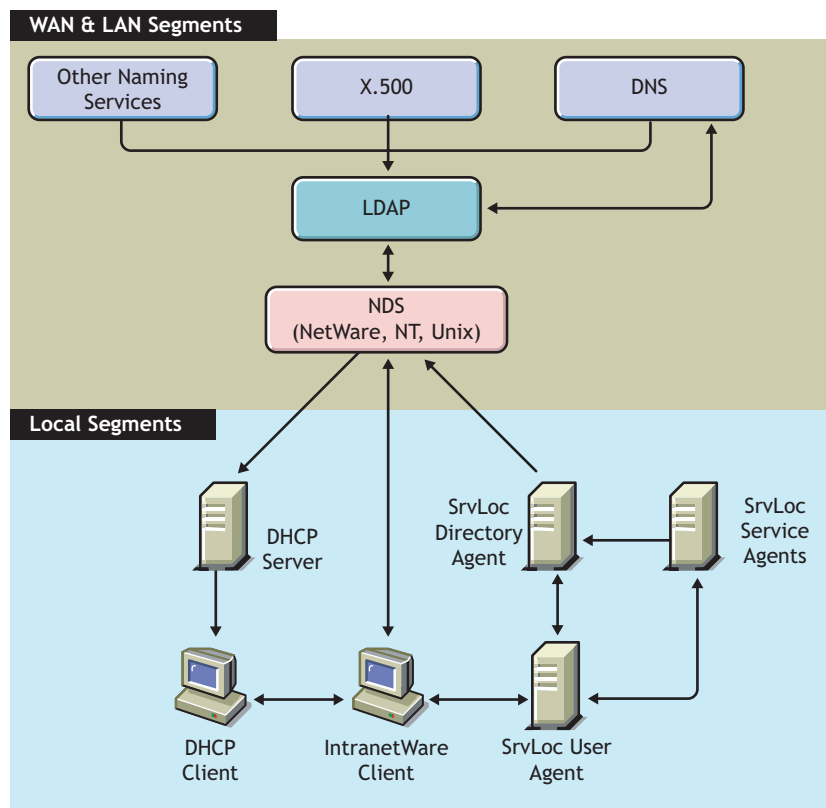 WAN & LAN Segments
Other Naming
Services
X.500
DNS
LDAP
NDS
(NetWare, NT, Unix)
Local Segments
DHCP
Server
SrvLoc
Directory
Agent
SrvLoc
Service
Agents
DHCP
Client
IntranetWare
Client
SrvLoc User
Agent